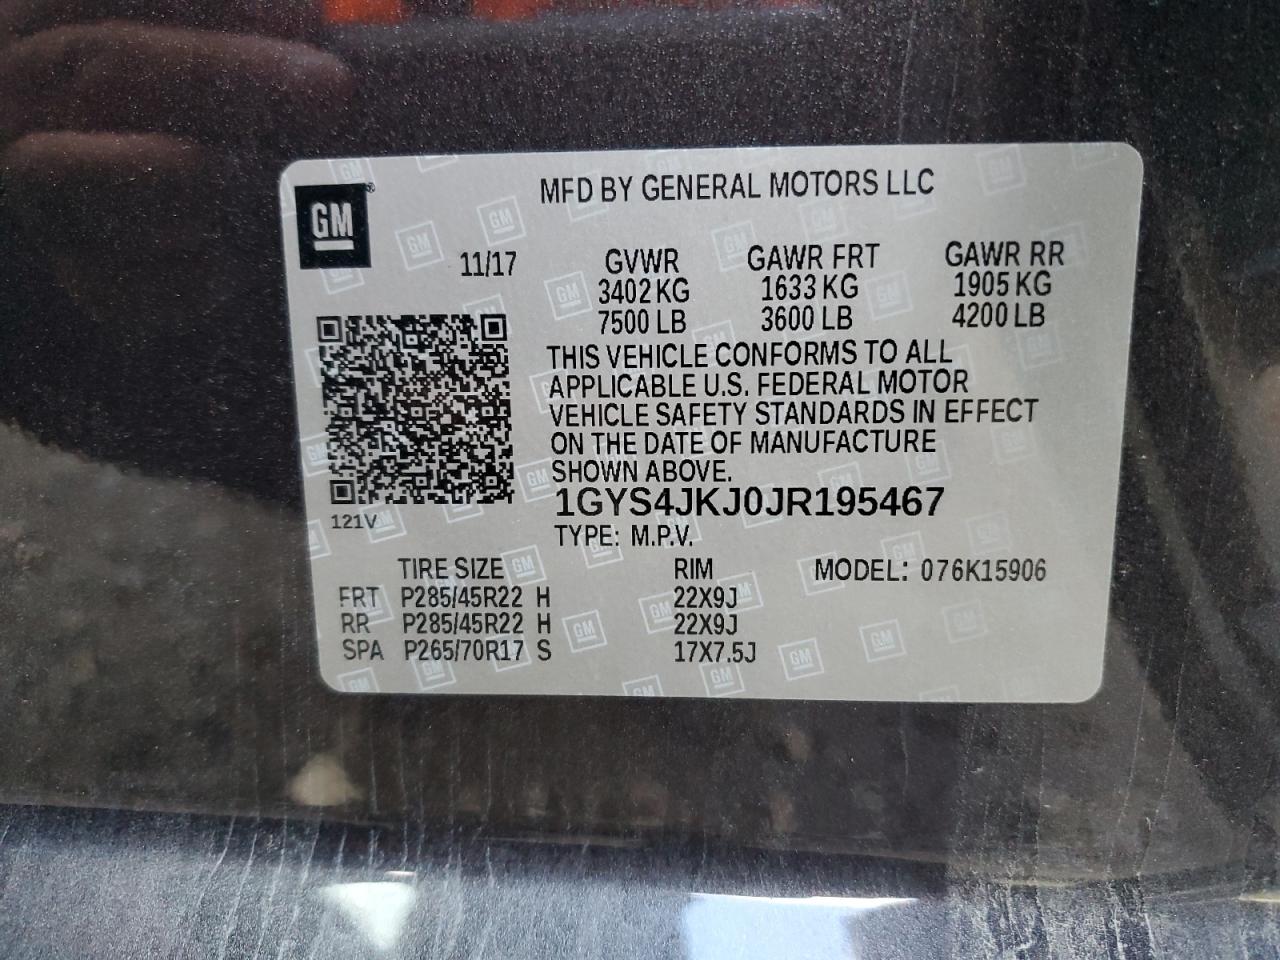 MFD BY GENERAL MOTORS LLC
GM®
11/17
GVWR GAWR FRT GAWR RR
3402 KG 1633 KG 1905 KG
7500 LB 3600 LB 4200 LB
THIS VEHICLE CONFORMS TO ALL
APPLICABLE U.S. FEDERAL MOTOR
VEHICLE SAFETY STANDARDS IN EFFECT
ON THE DATE OF MANUFACTURE
SHOWN ABOVE.
1GYS4JKJ0JR195467
121V
TYPE: M.P.V.
TIRE SIZE RIM MODEL: 076K15906
FRT P285/45R22 H 22X9J
RR P285/45R22 H 22X9J
SPA P265/70R17 S 17X7.5J